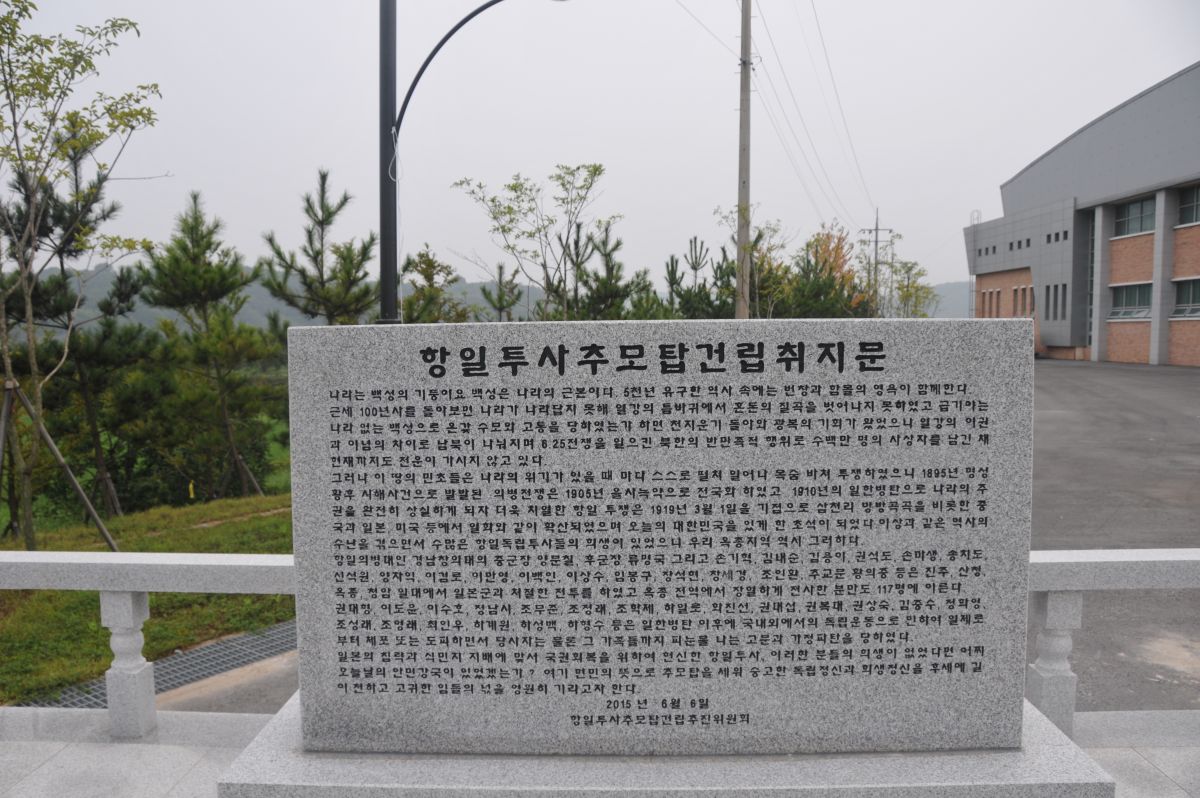 항일투사추모탑건립취지문
나라는 백성의 기둥이요 백성은 나라의 근본이다. 5천년 유구한 역사 속에는 번창과 함몰의 영욕이 함께한다.
근세 100년사를 돌아보면 나라가 나라답지 못해 열강의 틈바귀에서 혼돈의 질곡을 벗어나지 못하였고 급기야는
나라 없는 백성으로 온갖 수모와 고통을 당하였는가 하면 천지운기 돌아와 광복의 기회가 왔었으나 열강의 이권
과 이념의 차이로 남북이 나눠지며 6.25전쟁을 일으킨 북한의 반민족적 행위로 수백만 명의 사상자를 남긴 채
현재까지도 전운이 가시지 않고 있다.
그러나 이 땅의 민초들은 나라의 위기가 있을 때 마다 스스로 떨쳐 일어나 목숨 바쳐 투쟁하였으니 1895년 명성
황후 시해사건으로 발발된 의병전쟁은 1905년 을사늑약으로 전국화 하였고 1910년의 일한병탄으로 나라의 주
권을 완전히 상실하게 되자 더욱 치열한 항일 투쟁은 1919년 3월 1일을 기점으로 삼천리 방방곡곡을 비롯한 중
국과 일본, 미국 등에서 일화와 같이 확산되었으며 오늘의 대한민국을 있게 한 초석이 되었다.이상과 같은 역사의
수난을 겪으면서 수많은 항일독립투사들의 희생이 있었으니 우리 옥종지역 역시 그러하다.
항일의병대인 경남창의대의 중군장 양문칠, 후군장 류명국 그리고 손기혁, 김내순, 김용이, 권석도, 손미생, 송치도,
신석원, 양자익, 이검로, 이만영, 이백인, 이상수, 임봉구, 장석현, 장세경, 조인환, 주교문 황의중 등은 진주, 산청,
옥종, 청암 일대에서 일본군과 처절한 전투를 하였고 옥종 전역에서 장렬하게 전사한 분만도 117명에 이른다.
권대형, 이도윤, 이수호, 정남시, 조무준, 조정래, 조학제, 하일로, 최진선, 권대섭, 권복대, 권상숙, 김종수, 정화영,
조성래, 조영래, 최인우, 하계원, 하성백, 하형수 등은 일한병탄 이후에 국내외에서의 독립운동으로 인하여 일제로
부터 체포 또는 도피하면서 당사자는 물론 그 가족들까지 피눈물 나는 고문과 가정파탄을 당하였다.
일본의 침략과 식민지 지배에 맞서 국권회복을 위하여 헌신한 항일투사, 이러한 분들의 희생이 없었다면 어찌
오늘날의 안민강국이 있었겠는가? 여기 면민의 뜻으로 추모탑을 세워 숭고한 독립정신과 희생정신을 후세에 길
이 전하고 고귀한 임들의 넋을 영원히 기리고자 한다.
2015 년 6월 6일
항일투사추모탑건립추진위원회